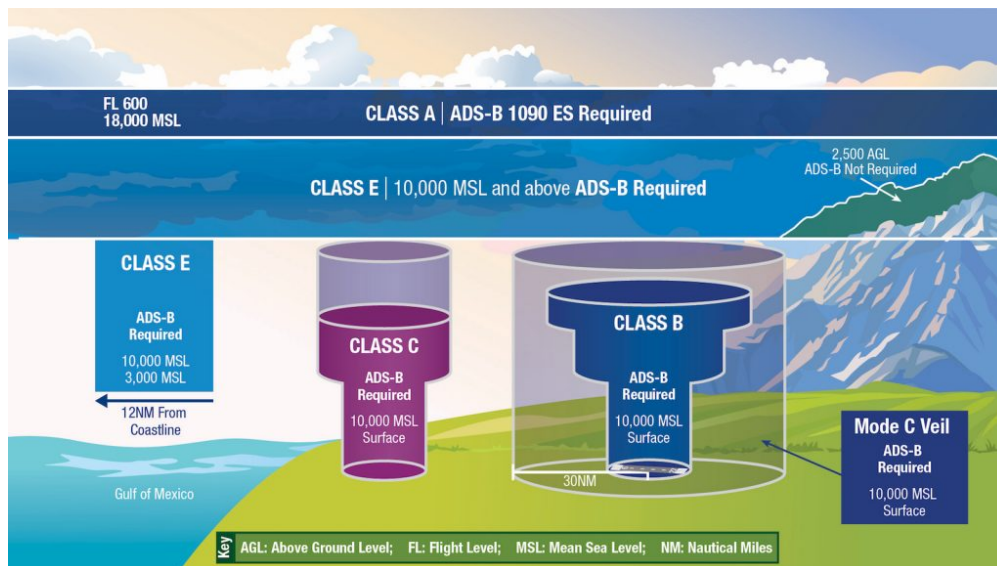 FL 600
18,000 MSL
CLASS A | ADS-B 1090 ES Required
2,500 AGL
ADS-B Not Required
CLASS E | 10,000 MSL and above ADS-B Required
CLASS E
ADS-B
Required
10,000 MSL
3,000 MSL
12NM From
Coastline
Gulf of Mexico
CLASS C
ADS-B
Required
10,000 MSL
Surface
CLASS B
ADS-B
Required
10,000 MSL
Surface
30NM
Mode C Veil
ADS-B
Required
10,000 MSL
Surface
Key
AGL: Above Ground Level; FL: Flight Level; MSL: Mean Sea Level; NM: Nautical Miles